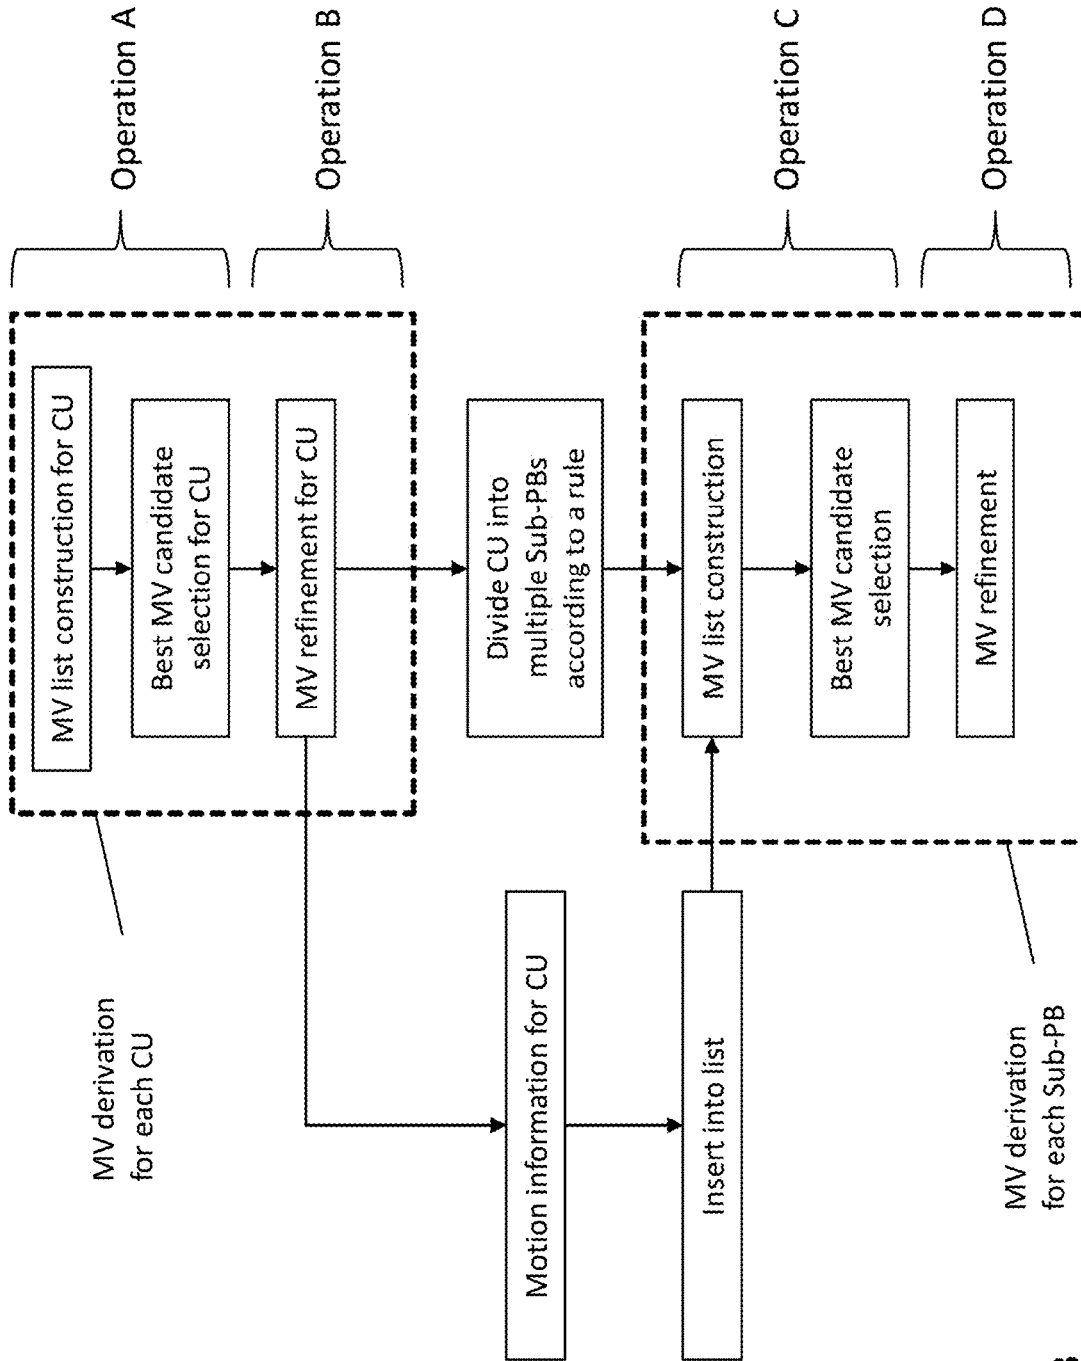 MV derivation
for each CU
MV list construction for CU
Best MV candidate
selection for CU
MV refinement for CU
Operation A
Operation B
Motion information for CU
Divide CU into
multiple Sub-PBs
according to a rule
Insert into list
MV list construction
Best MV candidate
selection
MV refinement
Operation C
Operation D
MV derivation
for each Sub-PB